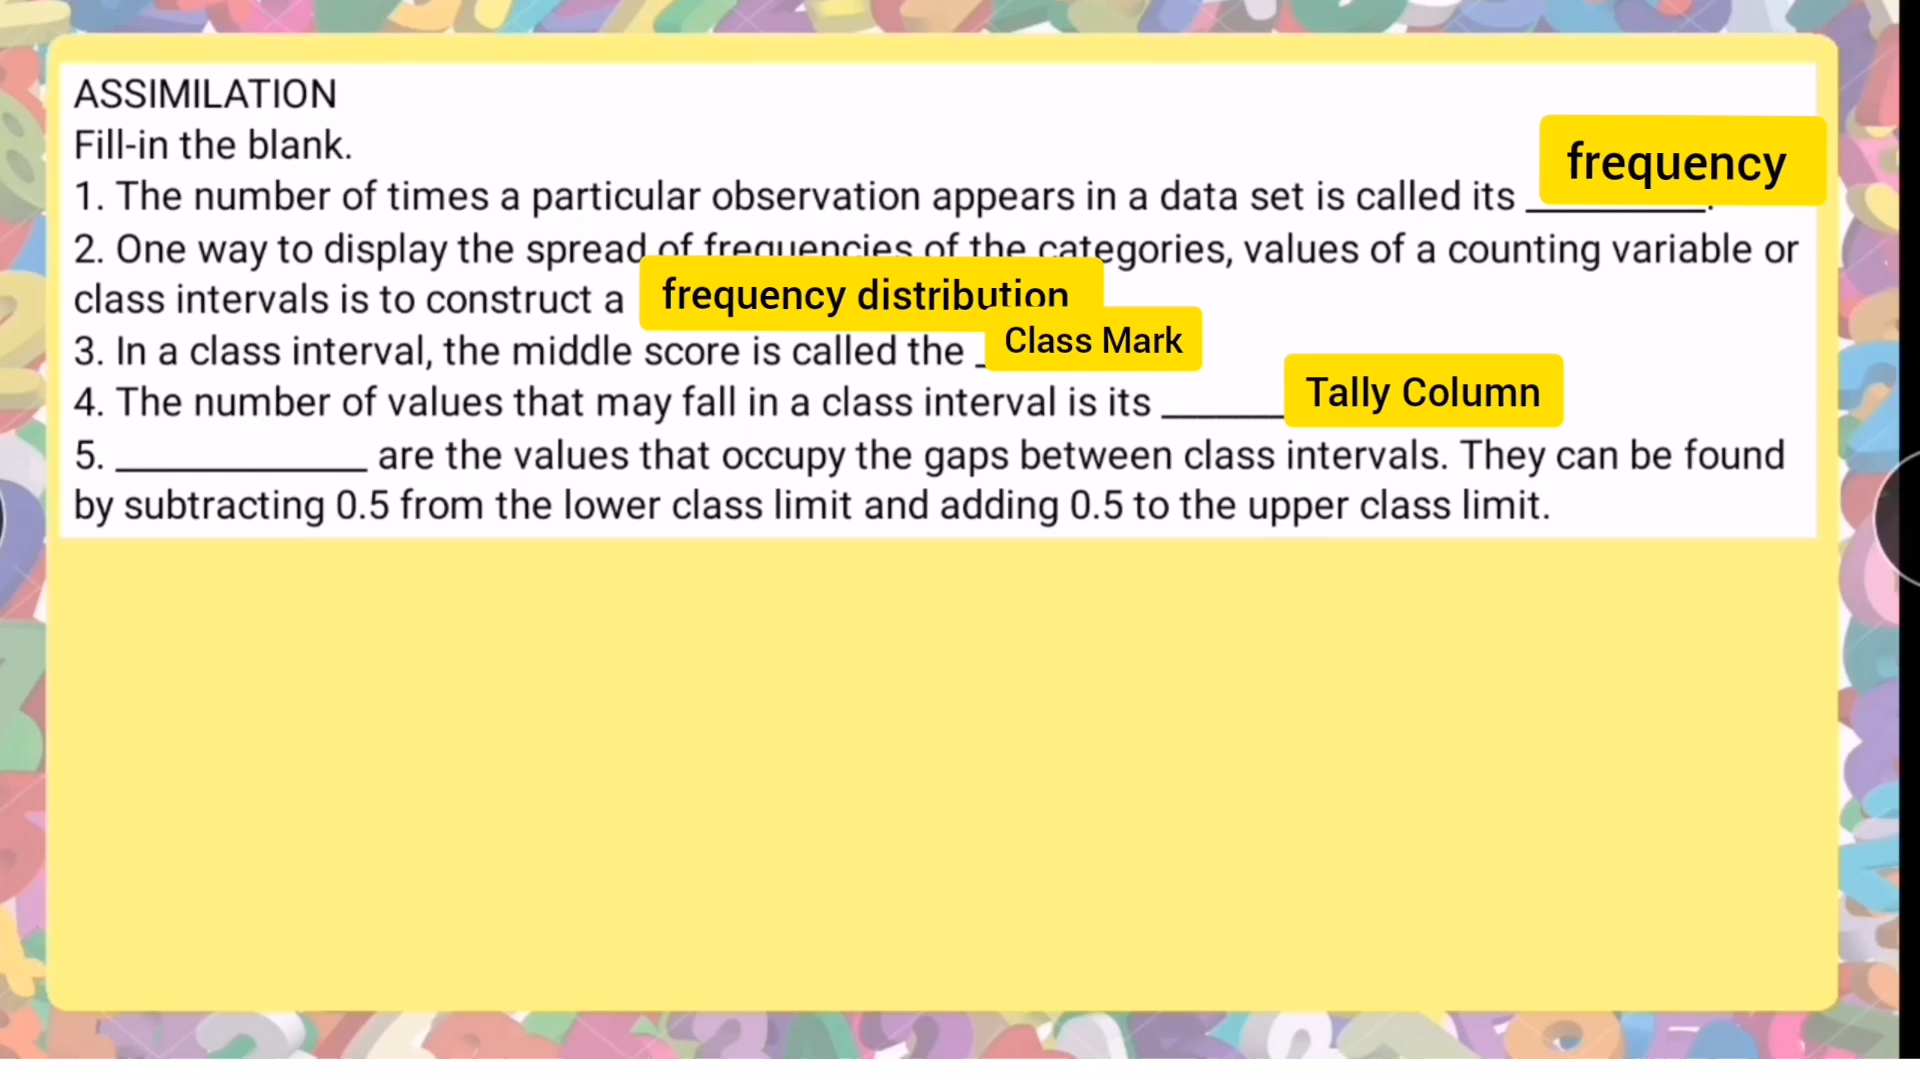 ASSIMILATION
Fill-in the blank.
1. The number of times a particular observation appears in a data set is called its __________. frequency
2. One way to display the spread of frequencies of the categories, values of a counting variable or
class intervals is to construct a frequency distribution
3. In a class interval, the middle score is called the _ Class Mark
4. The number of values that may fall in a class interval is its _______ Tally Column
5. ______________ are the values that occupy the gaps between class intervals. They can be found
by subtracting 0.5 from the lower class limit and adding 0.5 to the upper class limit.